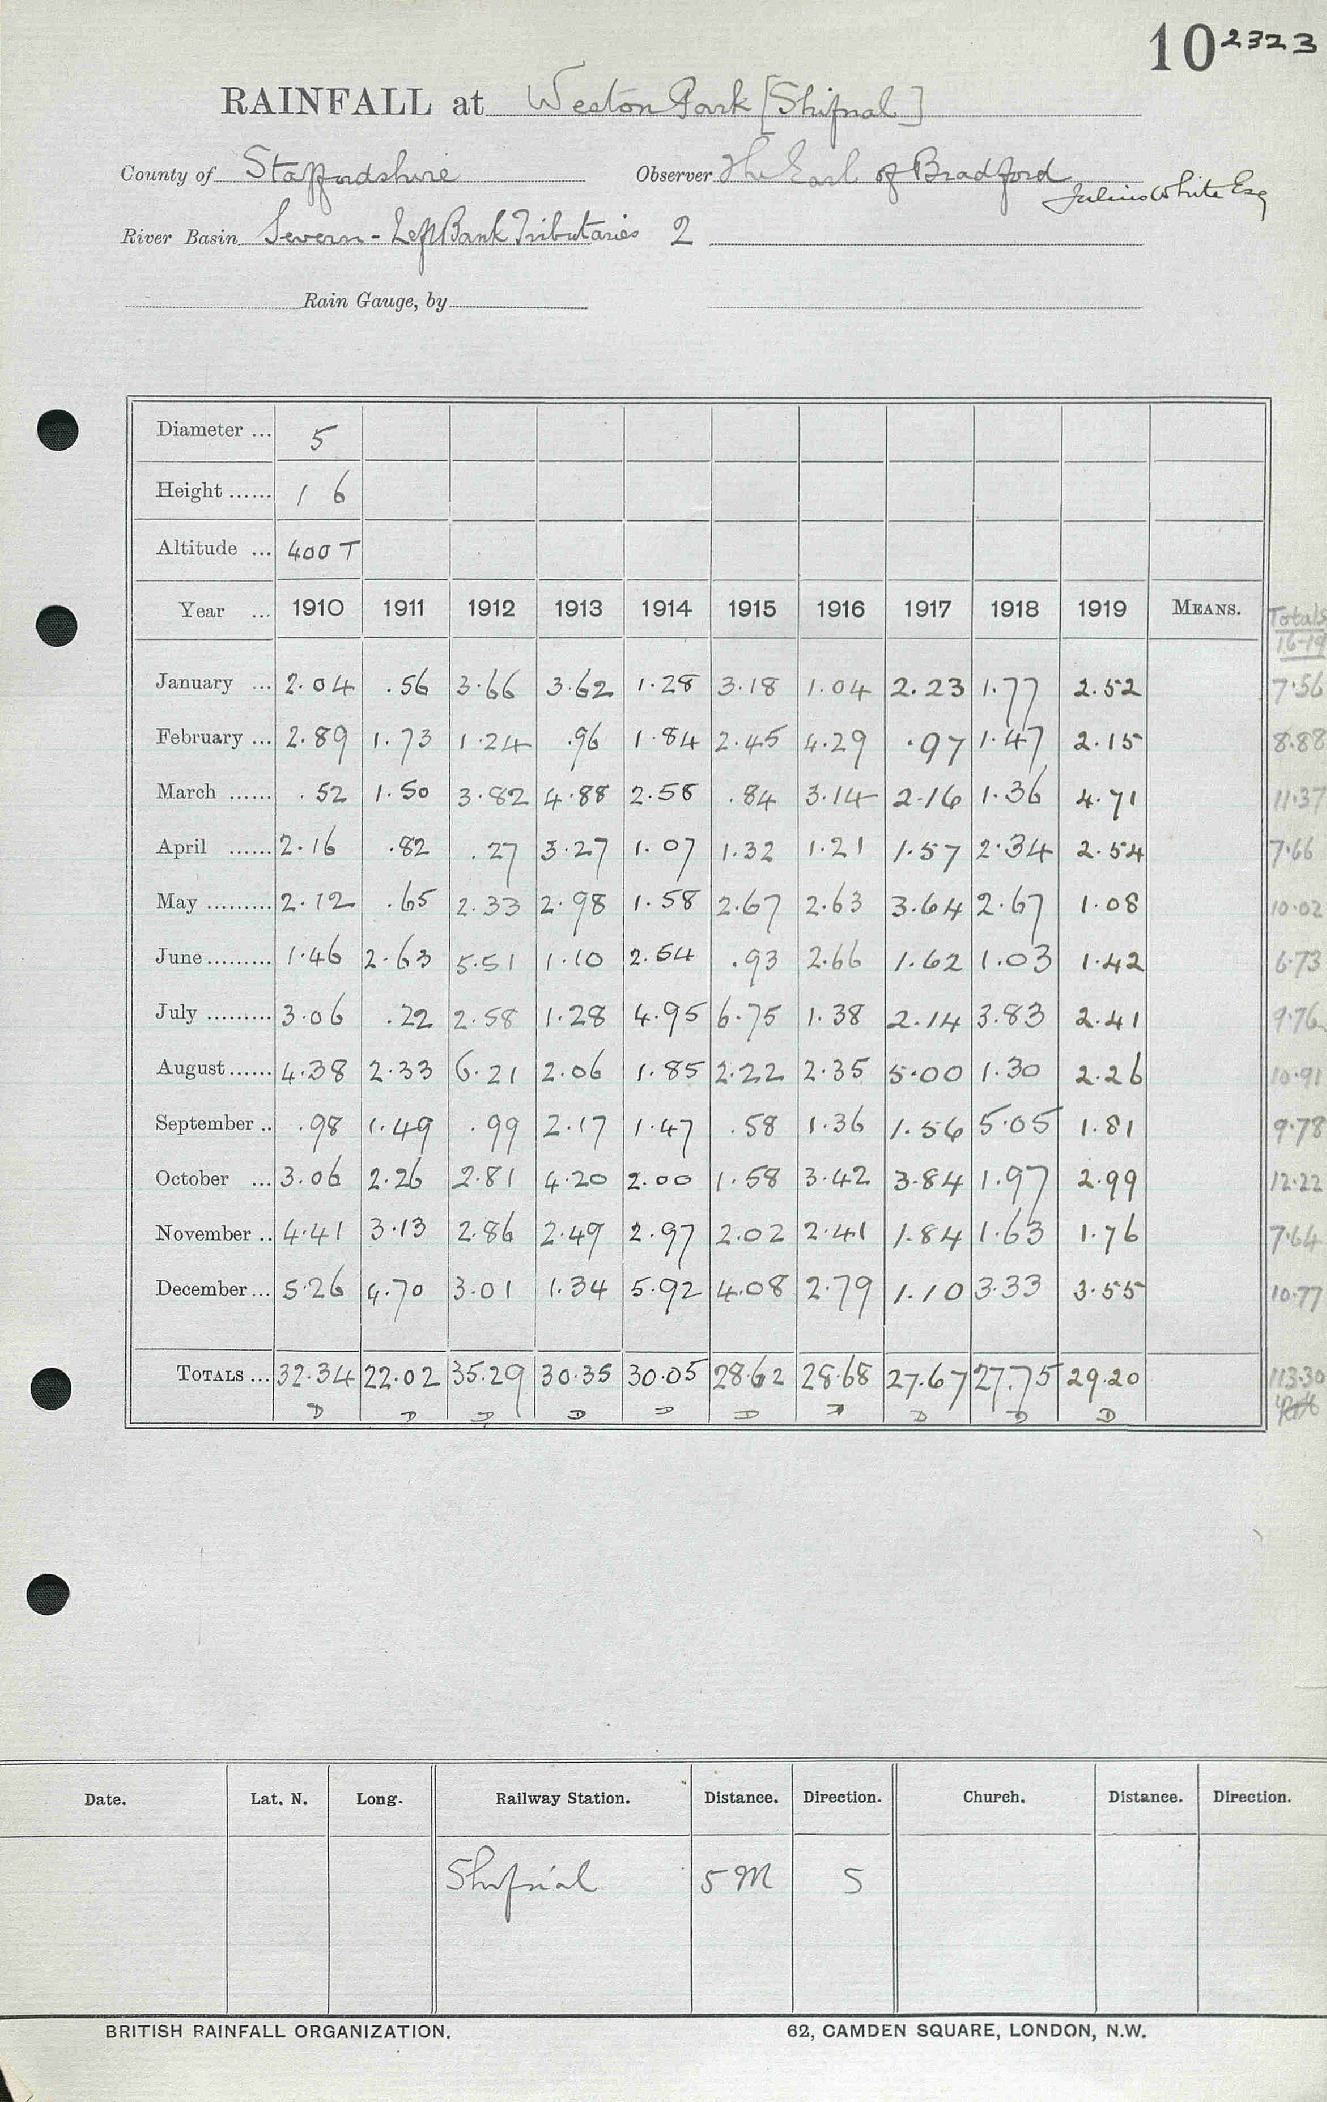 10 2323
RAINFALL at Weston Park [Shifnal]
County of Staffordshire Observer The Earl of Bradford
Julius White Esq
River Basin Severn - Left Bank Tributaries 2
Rain Gauge, by
Diameter ... 5
Height ...... 1 6
Altitude ... 400 T
Year ... 1910 1911 1912 1913 1914 1915 1916 1917 1918 1919 MEANS. Totals
16-19
January ... 2.04 .56 3.66 3.62 1.28 3.18 1.04 2.23 1.77 2.52 7.56
February ... 2.89 1.73 1.24 .96 1.84 2.45 4.29 .97 1.47 2.15 8.88
March ...... .52 1.50 3.82 4.88 2.58 .84 3.14 2.16 1.36 4.71 11.37
April ...... 2.16 .82 .27 3.27 1.07 1.32 1.21 1.57 2.34 2.54 7.66
May ......... 2.12 .65 2.33 2.98 1.58 2.67 2.63 3.64 2.67 1.08 10.02
June ......... 1.46 2.63 5.51 1.10 2.54 .93 2.66 1.62 1.03 1.42 6.73
July ......... 3.06 .22 2.58 1.28 4.95 6.75 1.38 2.14 3.83 2.41 9.76
August ...... 4.38 2.33 6.21 2.06 1.85 2.22 2.35 5.00 1.30 2.26 10.91
September .. .98 1.49 .99 2.17 1.47 .58 1.36 1.56 5.05 1.81 9.78
October ... 3.06 2.26 2.81 4.20 2.00 1.58 3.42 3.84 1.97 2.99 12.22
November .. 4.41 3.13 2.86 2.49 2.97 2.02 2.41 1.84 1.63 1.76 7.64
December ... 5.26 4.70 3.01 1.34 5.92 4.08 2.79 1.10 3.33 3.55 10.77
TOTALS ... 32.34 22.02 35.29 30.35 30.05 28.62 28.68 27.67 27.75 29.20 113.30
D D D D D D D D D D
Date. Lat. N. Long. Railway Station. Distance. Direction. Church. Distance. Direction.
Shifnal 5 M S
BRITISH RAINFALL ORGANIZATION. 62, CAMDEN SQUARE, LONDON, N.W.